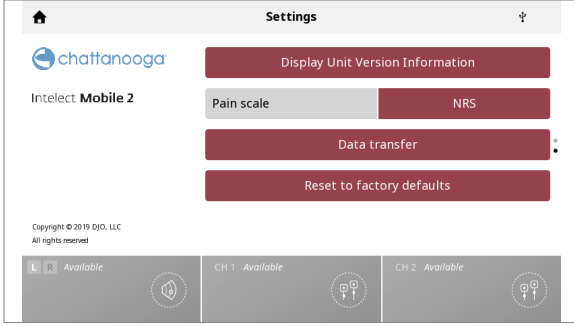 Settings
chattanooga
Display Unit Version Information
Intelect Mobile 2
Pain scale NRS
Data transfer
Reset to factory defaults
Copyright © 2019 DJO, LLC
All rights reserved
L R Available
CH 1 Available
CH 2 Available